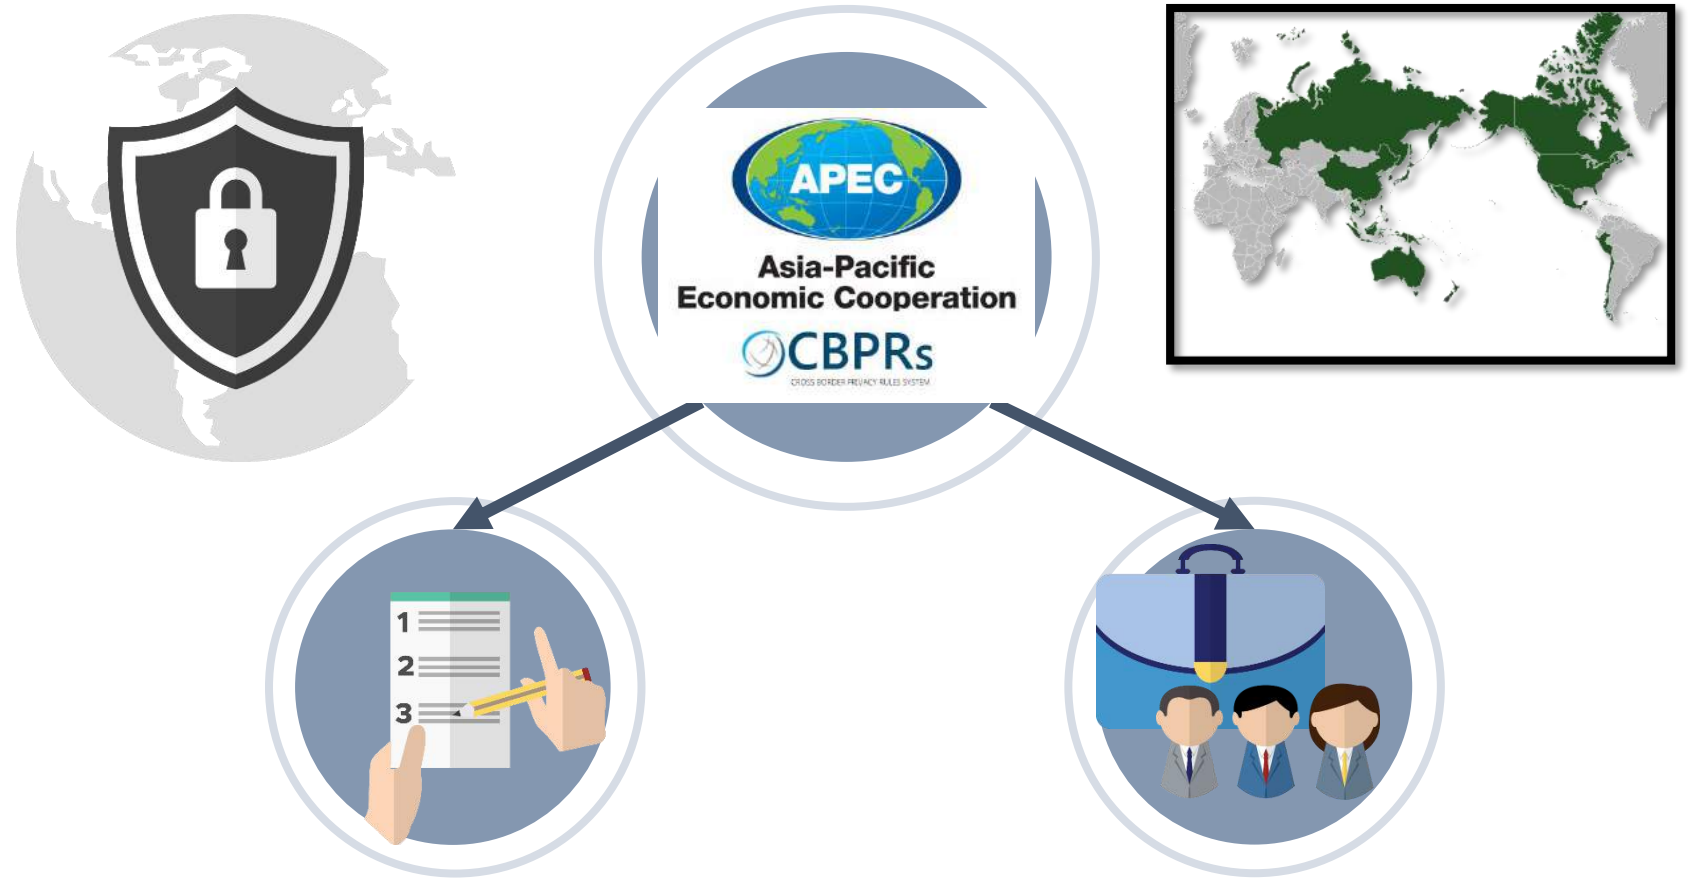 APEC
Asia-Pacific
Economic Cooperation
CBPRs
CROSS BORDER PRIVACY RULES SYSTEM
1
2
3